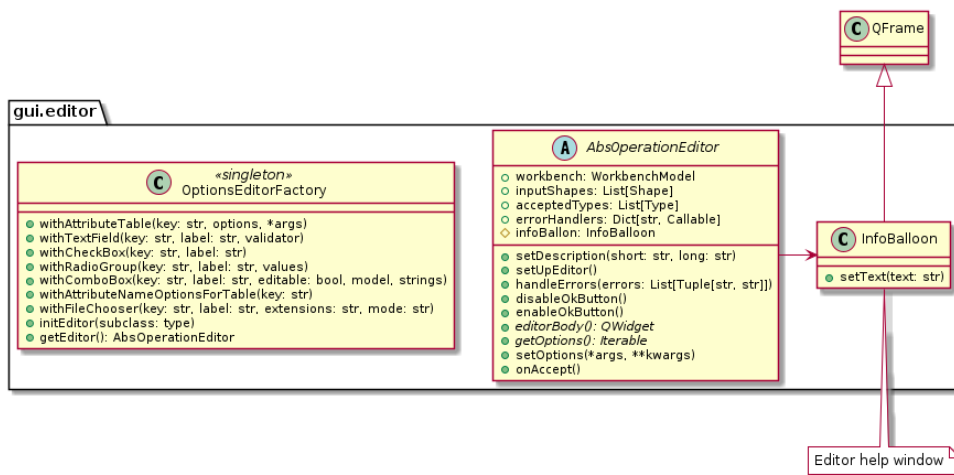 C QFrame
gui.editor
«singleton»
C OptionsEditorFactory
withAttributeTable(key: str, options, *args)
withTextField(key: str, label: str, validator)
withCheckBox(key: str, label: str)
withRadioGroup(key: str, label: str, values)
withComboBox(key: str, label: str, editable: bool, model, strings)
withAttributeNameOptionsForTable(key: str)
withFileChooser(key: str, label: str, extensions: str, mode: str)
initEditor(subclass: type)
getEditor(): AbsOperationEditor
A AbsOperationEditor
workbench: WorkbenchModel
inputShapes: List[Shape]
acceptedTypes: List[Type]
errorHandlers: Dict[str, Callable]
infoBallon: InfoBalloon
setDescription(short: str, long: str)
setUpEditor()
handleErrors(errors: List[Tuple[str, str]])
disableOkButton()
enableOkButton()
editorBody(): QWidget
getOptions(): Iterable
setOptions(*args, **kwargs)
onAccept()
C InfoBalloon
setText(text: str)
Editor help window